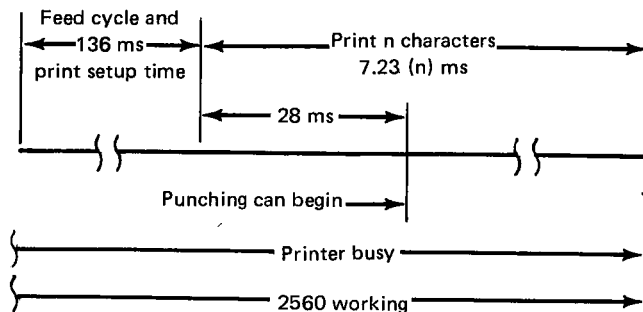 Feed cycle and
136 ms
print setup time
Print n characters
7.23 (n) ms
28 ms
Punching can begin
Printer busy
2560 working